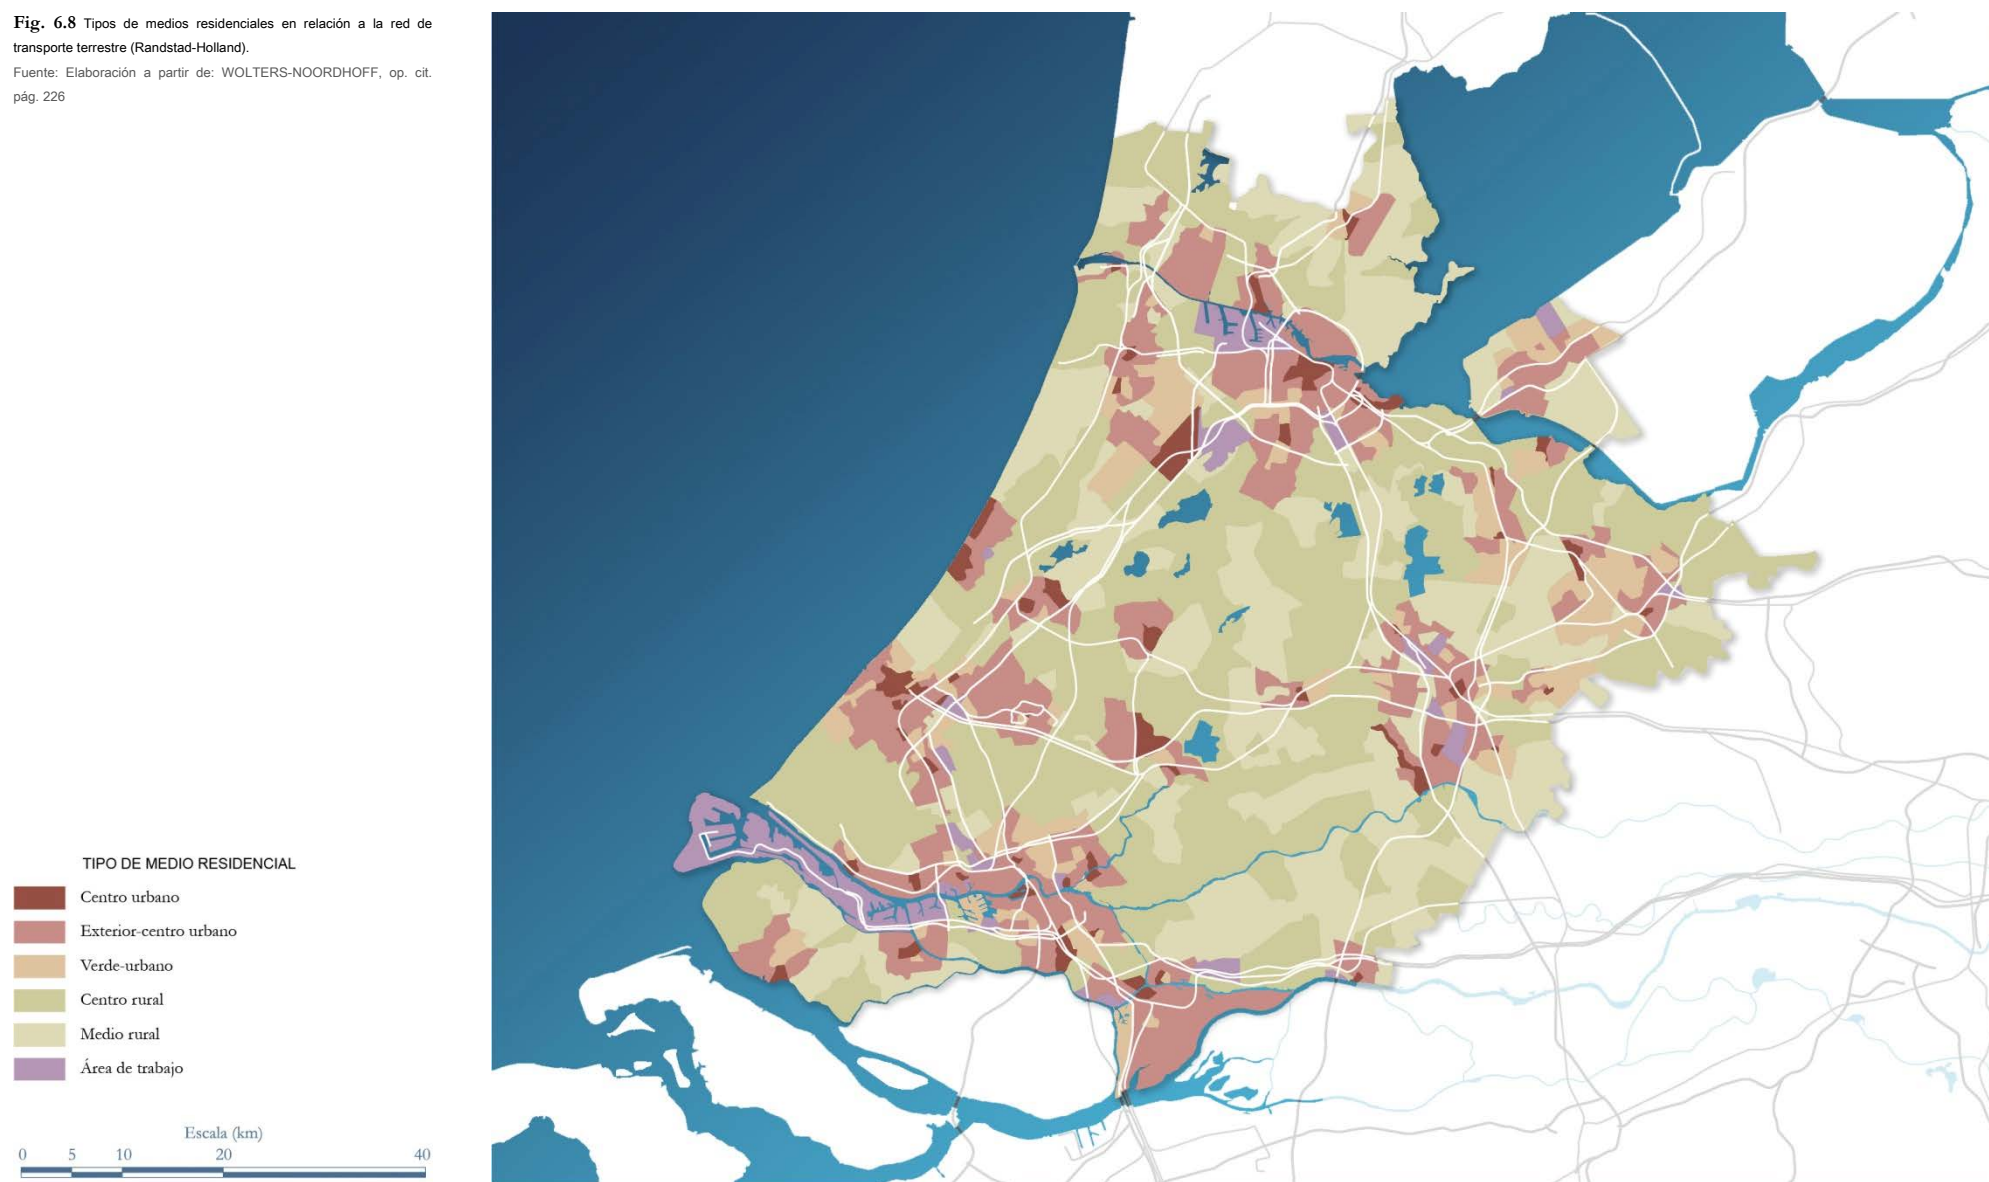 Fig. 6.8 Tipos de medios residenciales en relación a la red de
transporte terrestre (Randstad-Holland).
Fuente: Elaboración a partir de: WOLTERS-NOORDHOFF, op. cit.
pág. 226
TIPO DE MEDIO RESIDENCIAL
Centro urbano
Exterior-centro urbano
Verde-urbano
Centro rural
Medio rural
Área de trabajo
Escala (km)
0 5 10 20 40